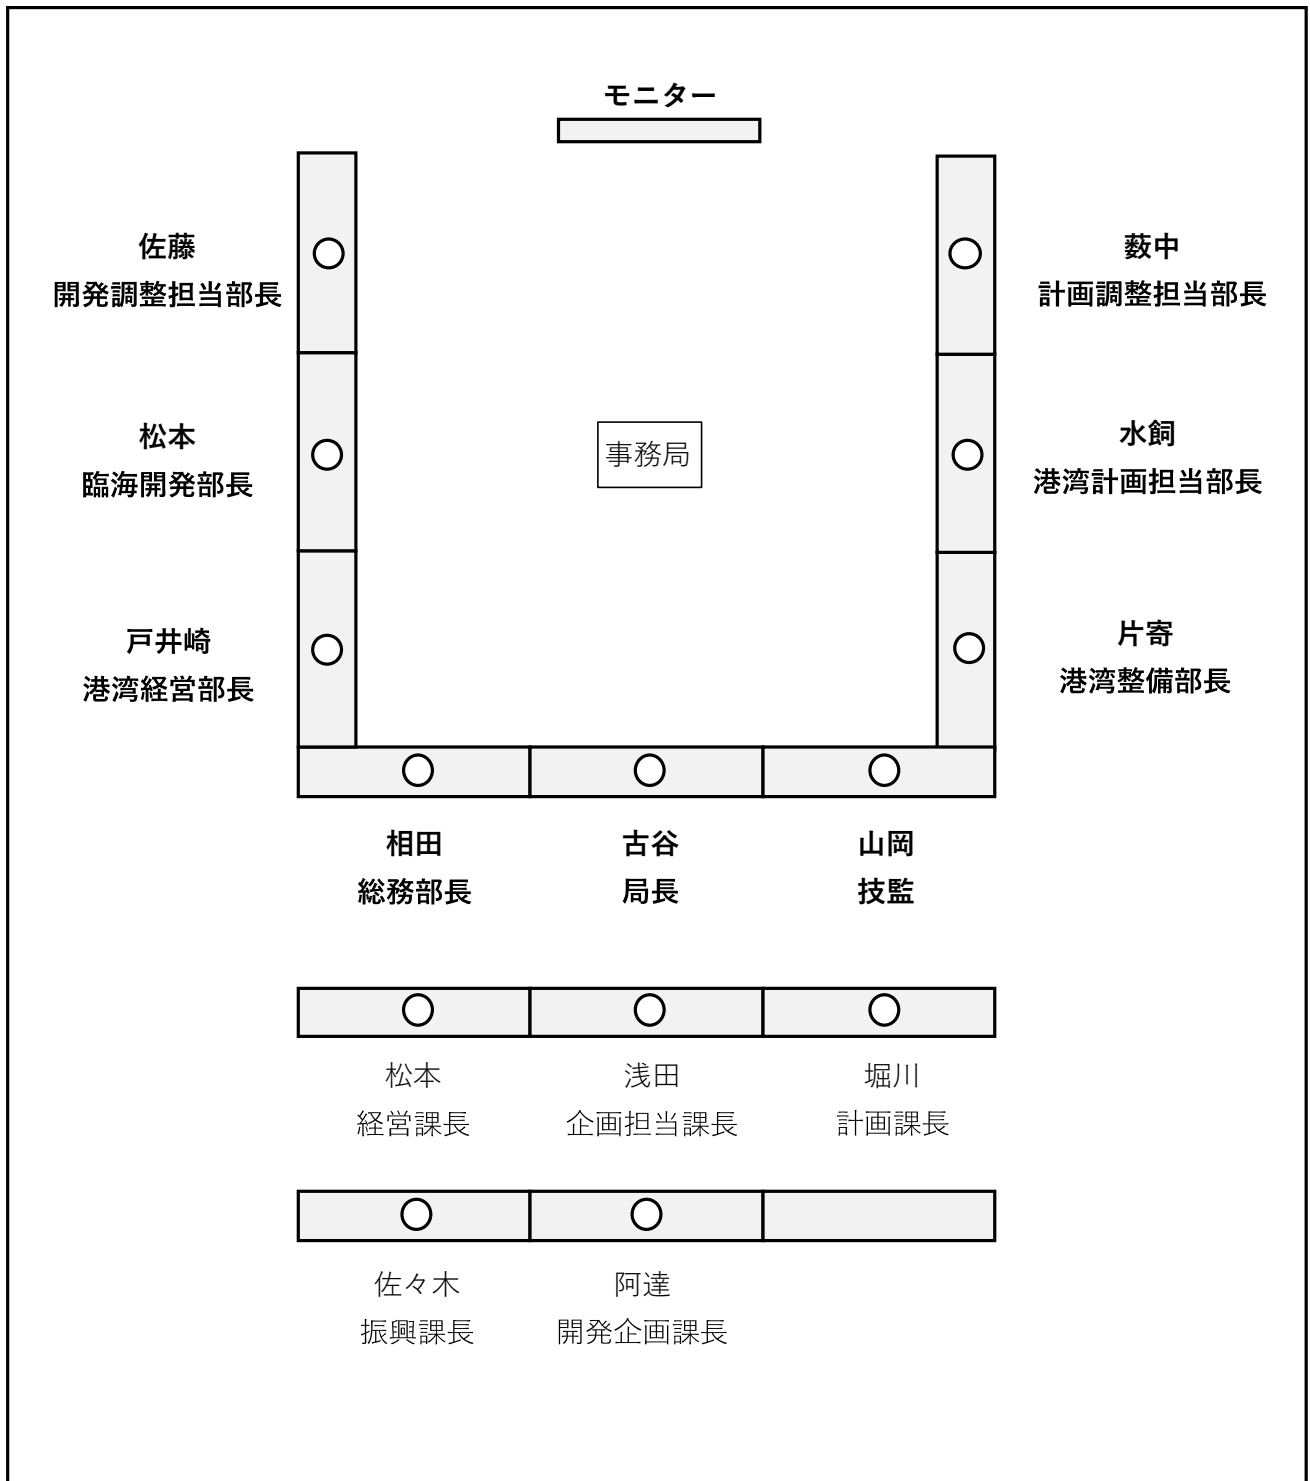 モニター
佐藤
開発調整担当部長
薮中
計画調整担当部長
松本
臨海開発部長
事務局
水飼
港湾計画担当部長
戸井崎
港湾経営部長
片寄
港湾整備部長
相田
総務部長
古谷
局長
山岡
技監
松本
経営課長
浅田
企画担当課長
堀川
計画課長
佐々木
振興課長
阿達
開発企画課長